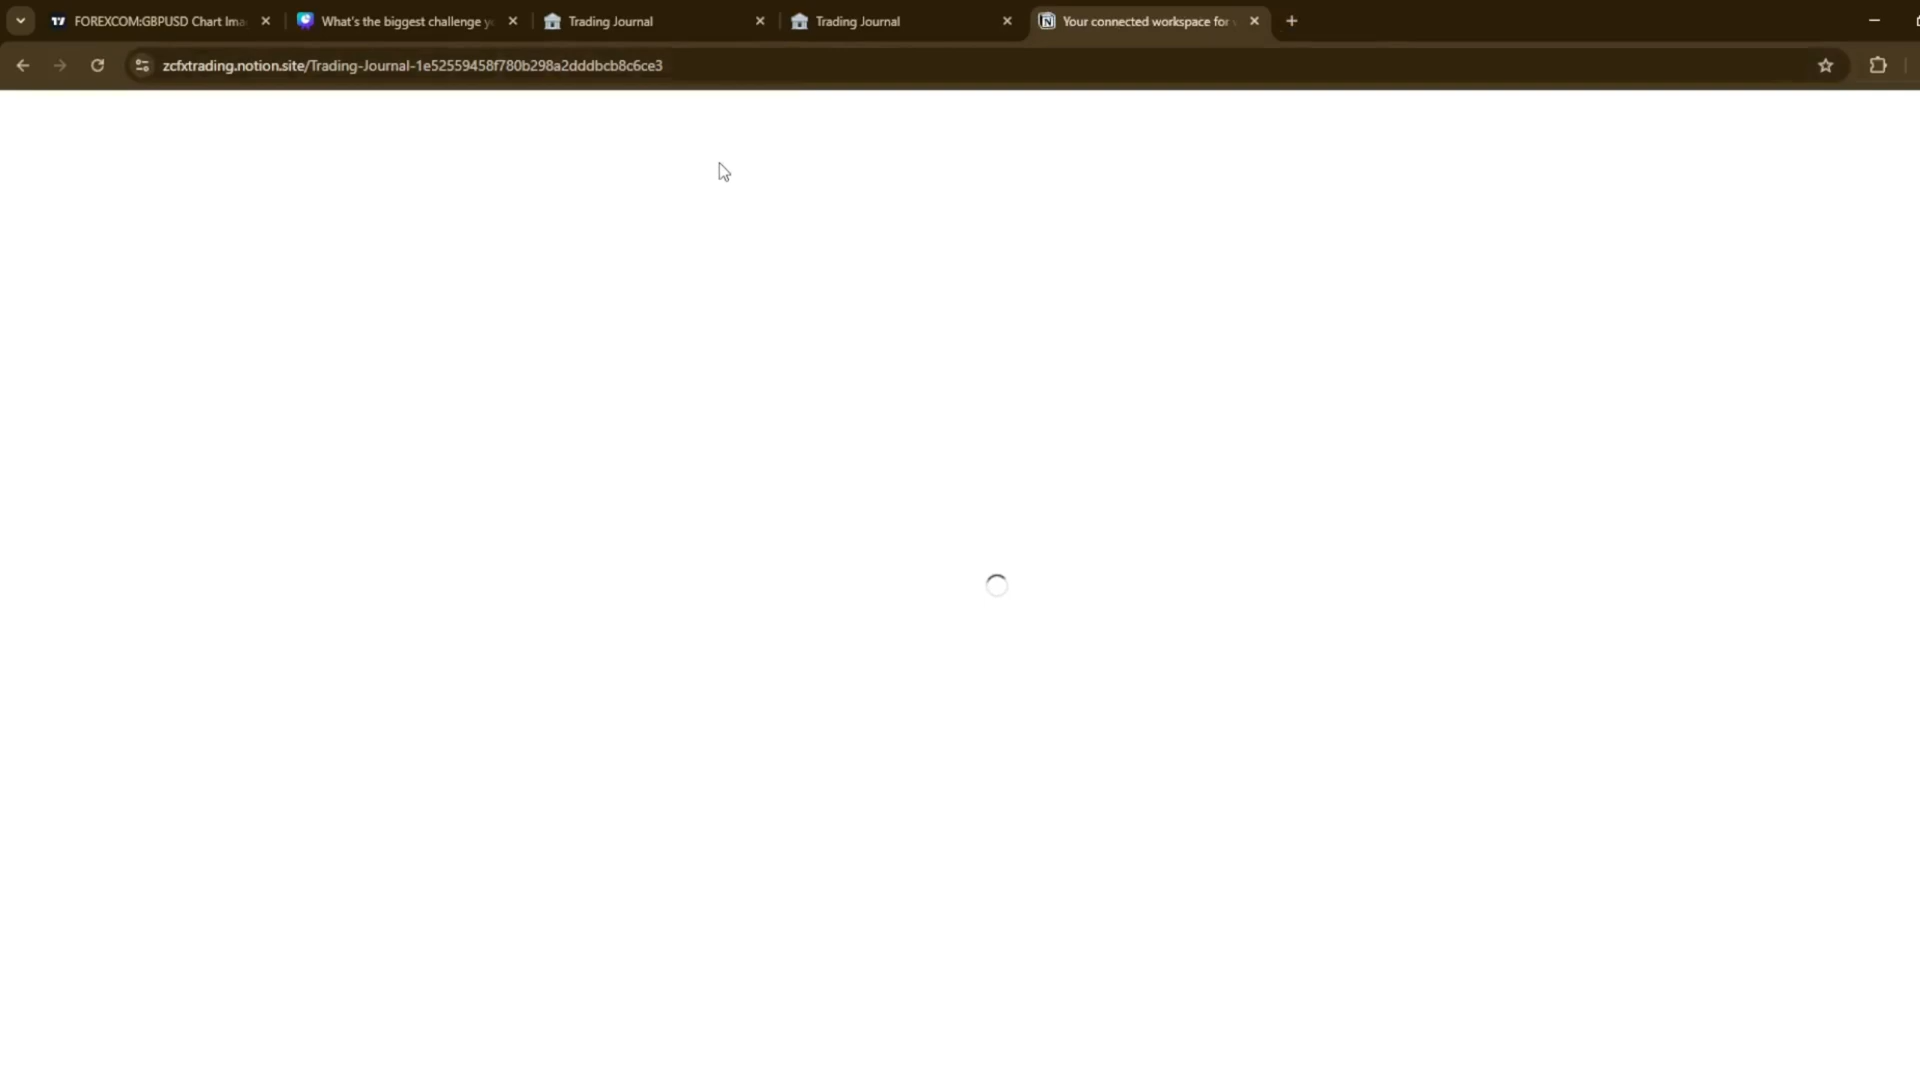 FOREXCOM:GBPUSD Chart Ima
What's the biggest challenge y
Trading Journal
Trading Journal
Your connected workspace for
zcfxtrading.notion.site/Trading-Journal-1e52559458f780b298a2dddbcb8c6ce3